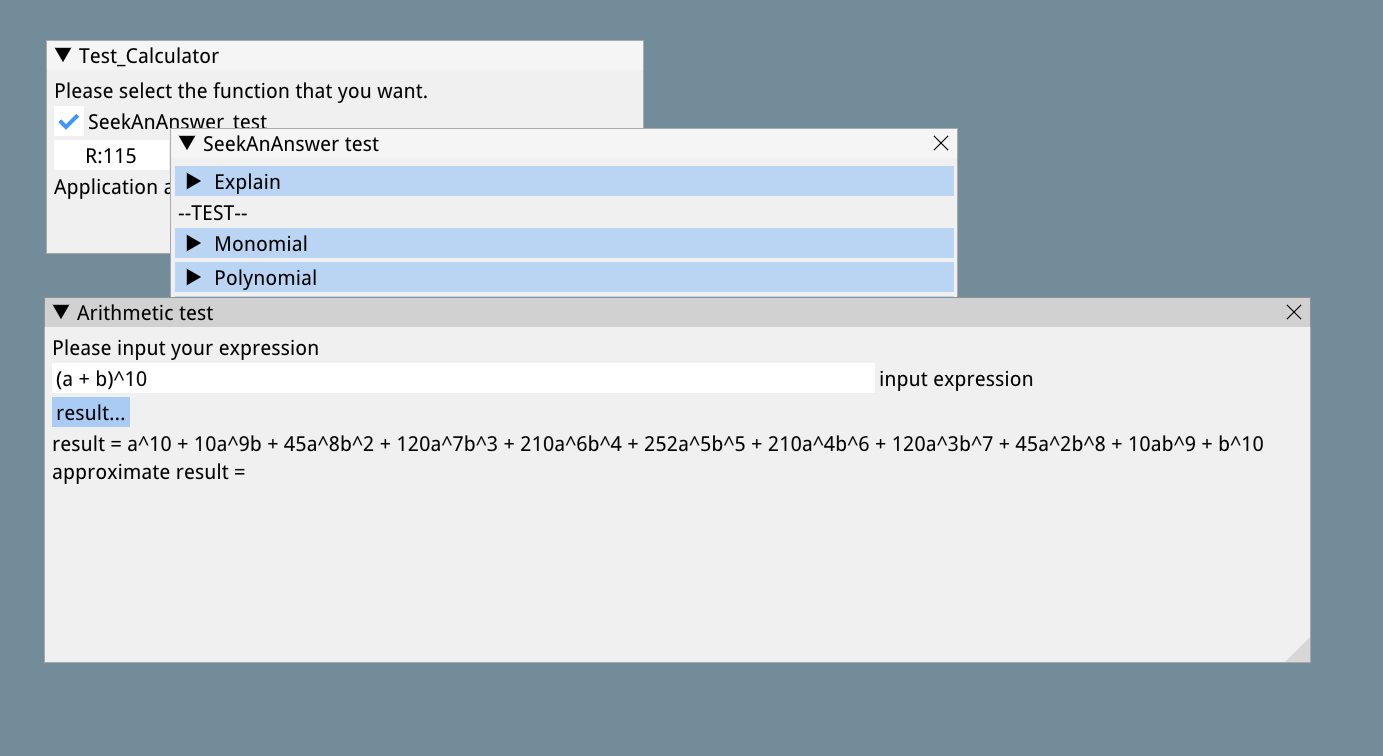 Test_Calculator
Please select the function that you want.
SeekAnAnswer test
R:115
Application
SeekAnAnswer test
Explain
--TEST--
Monomial
Polynomial
Arithmetic test
Please input your expression
(a + b)^10 input expression
result...
result = a^10 + 10a^9b + 45a^8b^2 + 120a^7b^3 + 210a^6b^4 + 252a^5b^5 + 210a^4b^6 + 120a^3b^7 + 45a^2b^8 + 10ab^9 + b^10
approximate result =